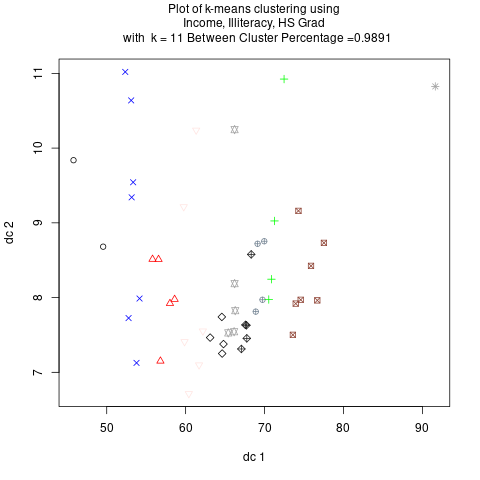 Plot of k-means clustering using
Income, Illiteracy, HS Grad
with k = 11 Between Cluster Percentage =0.9891
11
10
9
8
7
dc 2
50 60 70 80 90
dc 1